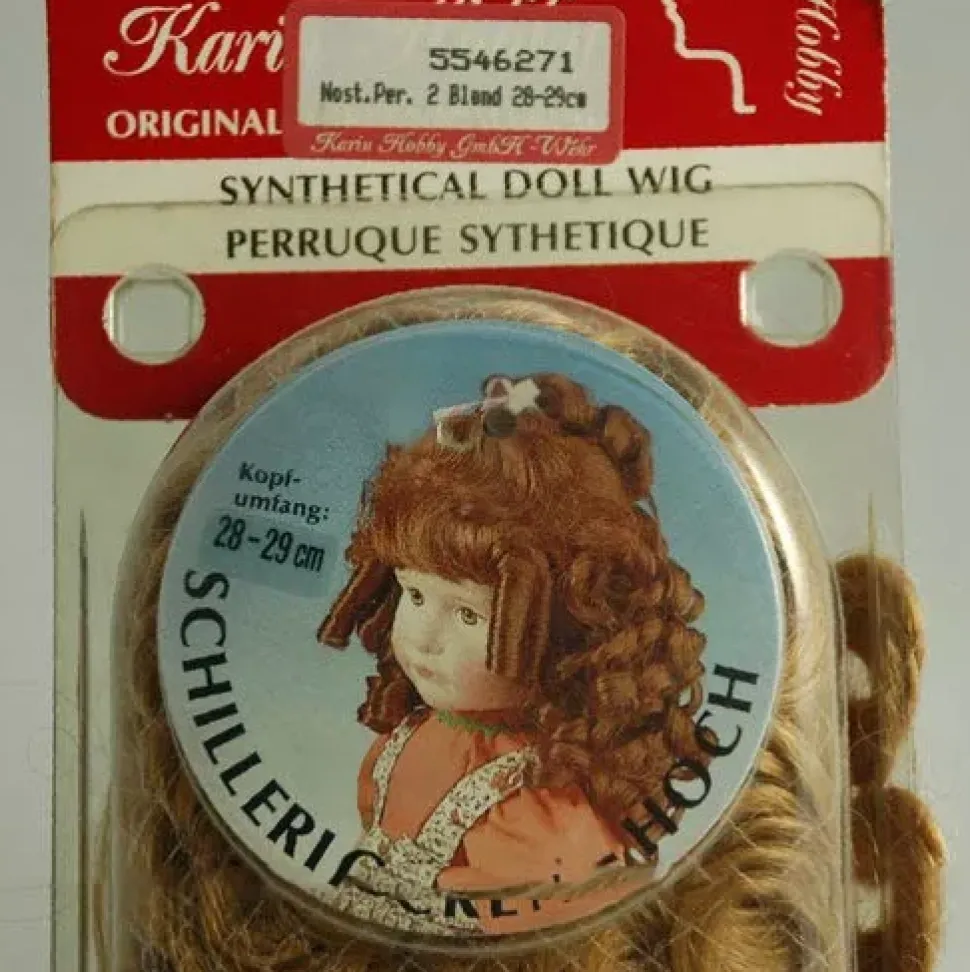 Kari
ORIGINAL
5546271
Nost.Per. 2 Blond 28-29cm
Karin Hobby GmbH-Wehr
Hobby
SYNTHETICAL DOLL WIG
PERRUQUE SYTHETIQUE
Kopf-
umfang:
28-29 cm
SCHILLERL
HOCH